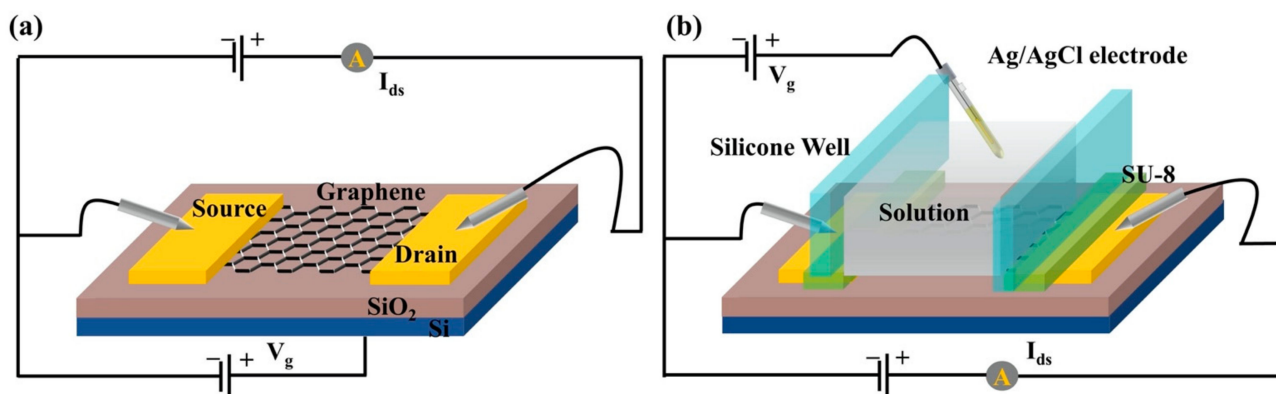 (a)
− +
A
I_ds
Graphene
Source
Drain
SiO₂
Si
V_g
− +
(b)
− +
V_g
Ag/AgCl electrode
Silicone Well
SU-8
Solution
I_ds
− +
A